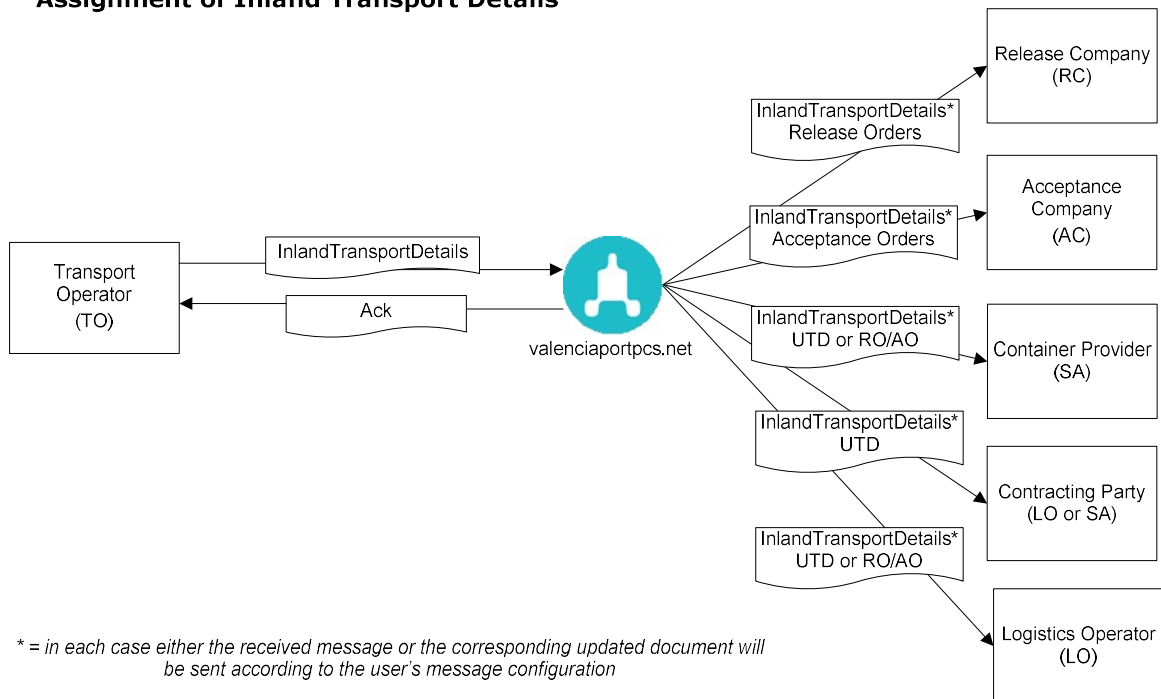 Assignment of Inland Transport Details
Release Company
(RC)
InlandTransportDetails*
Release Orders
Acceptance
Company
(AC)
InlandTransportDetails*
Acceptance Orders
Transport
Operator
(TO)
InlandTransportDetails
Ack
valenciaportpcs.net
InlandTransportDetails*
UTD or RO/AO
Container Provider
(SA)
InlandTransportDetails*
UTD
Contracting Party
(LO or SA)
InlandTransportDetails*
UTD or RO/AO
Logistics Operator
(LO)
* = in each case either the received message or the corresponding updated document will
be sent according to the user's message configuration